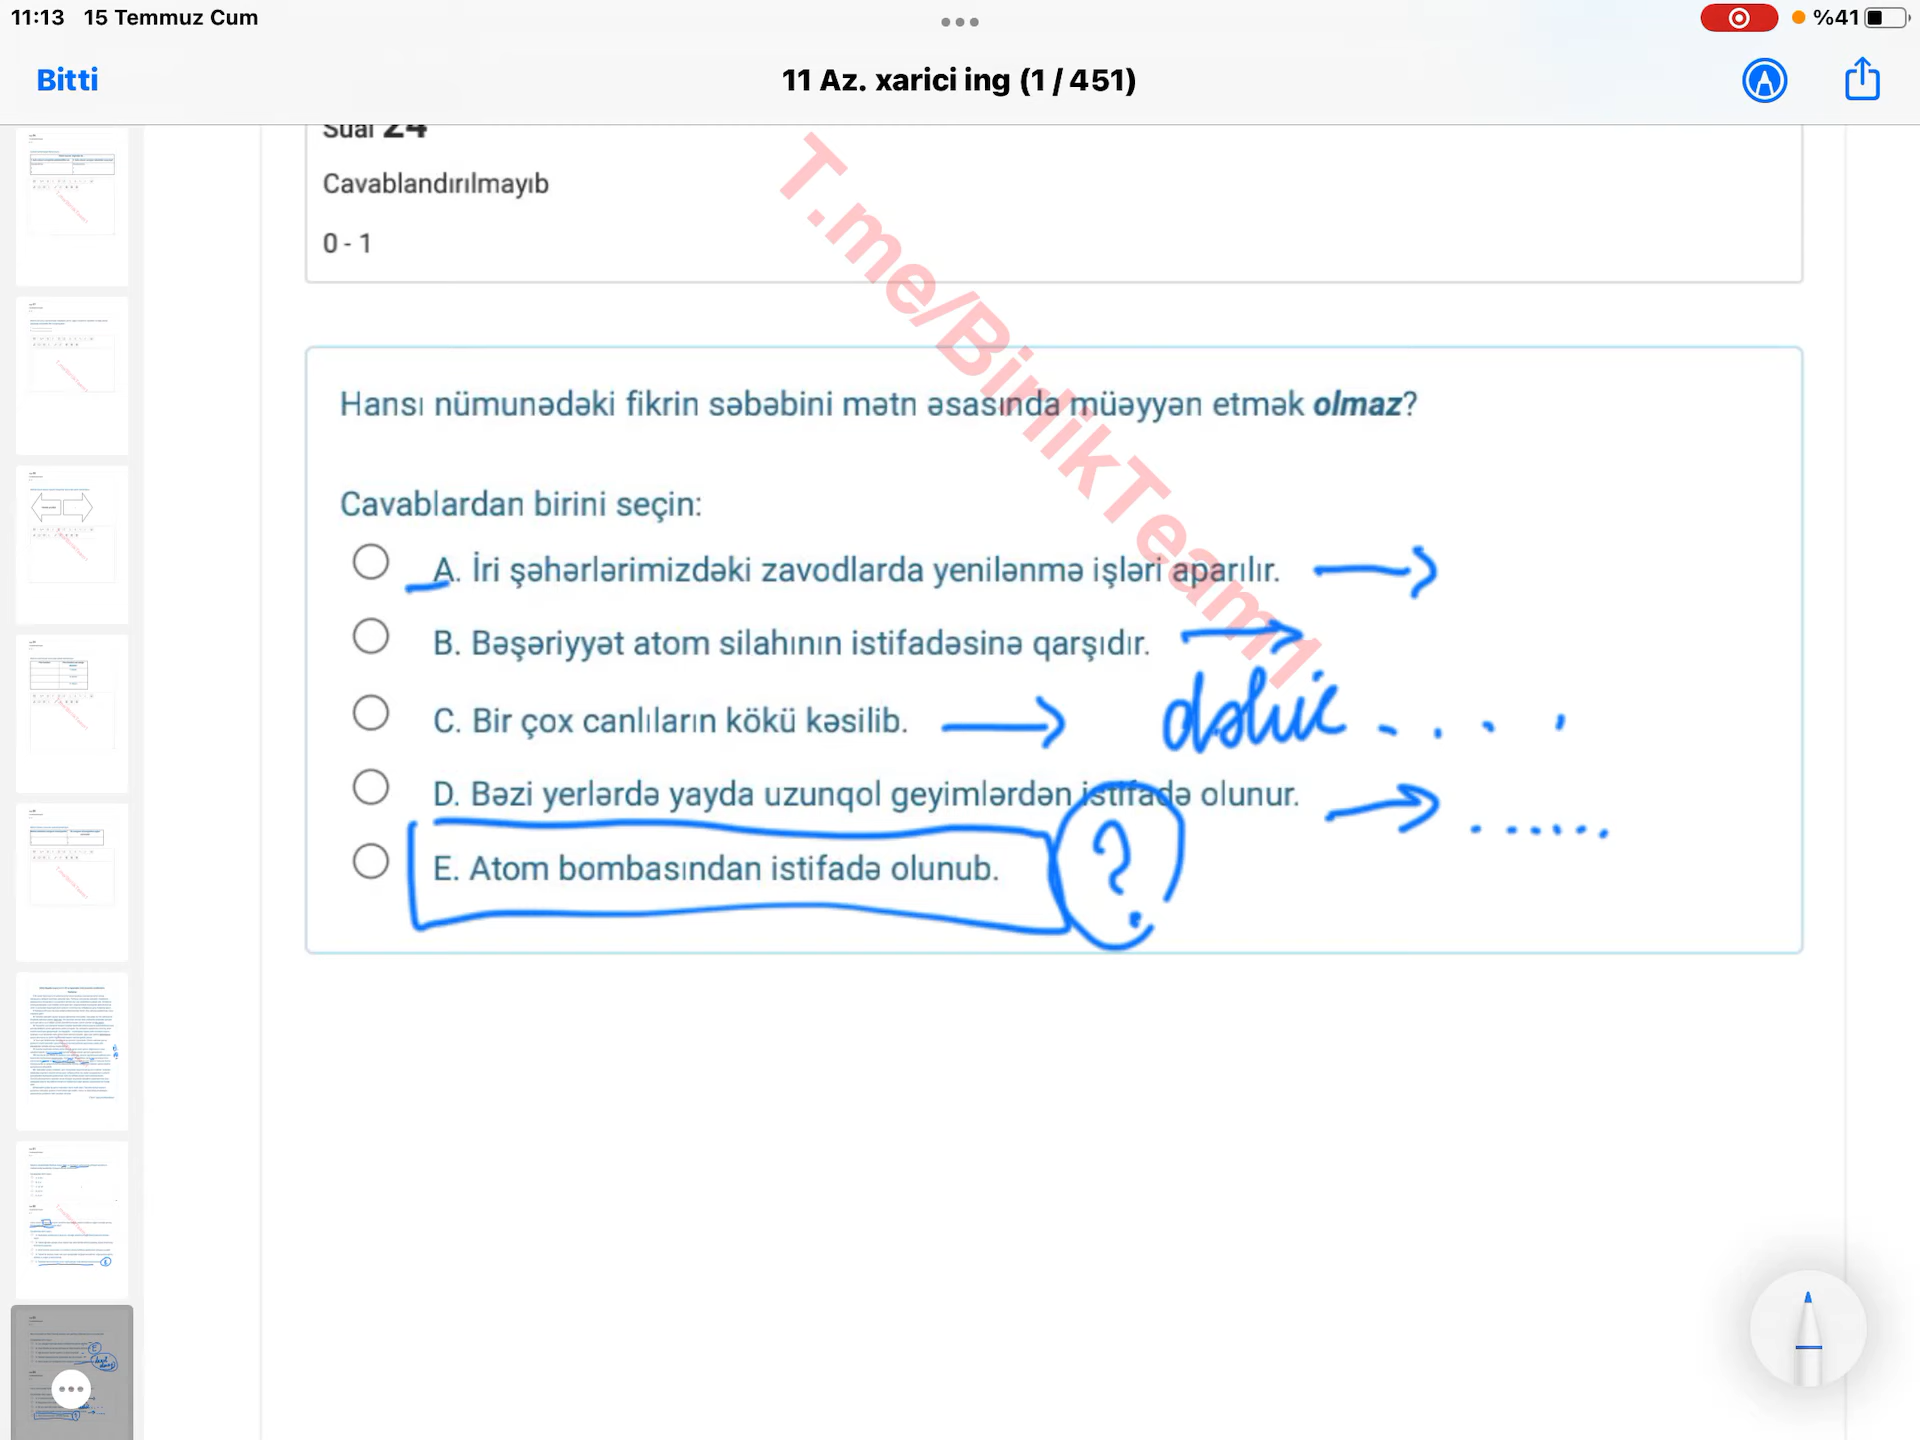 11:13 15 Temmuz Cum
%41
Bitti
11 Az. xarici ing (1 / 451)
Sual 24
Cavablandırılmayıb
0 - 1
T.me/BirlikTeam1
Hansı nümunədəki fikrin səbəbini mətn əsasında müəyyən etmək olmaz?
Cavablardan birini seçin:
A. İri şəhərlərimizdəki zavodlarda yenilənmə işləri aparılır.
B. Bəşəriyyət atom silahının istifadəsinə qarşıdır.
C. Bir çox canlıların kökü kəsilib.
D. Bəzi yerlərdə yayda uzunqol geyimlərdən istifadə olunur.
E. Atom bombasından istifadə olunub.
?